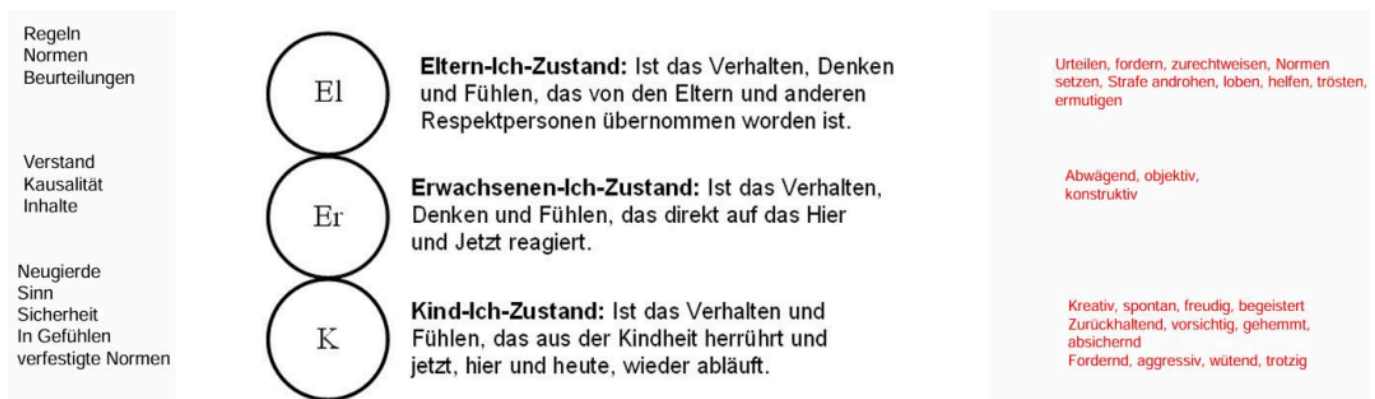 Regeln
Normen
Beurteilungen
El
Eltern-Ich-Zustand: Ist das Verhalten, Denken
und Fühlen, das von den Eltern und anderen
Respektpersonen übernommen worden ist.
Urteilen, fordern, zurechtweisen, Normen
setzen, Strafe androhen, loben, helfen, trösten,
ermutigen
Verstand
Kausalität
Inhalte
Er
Erwachsenen-Ich-Zustand: Ist das Verhalten,
Denken und Fühlen, das direkt auf das Hier
und Jetzt reagiert.
Abwägend, objektiv,
konstruktiv
Neugierde
Sinn
Sicherheit
In Gefühlen
verfestigte Normen
K
Kind-Ich-Zustand: Ist das Verhalten und
Fühlen, das aus der Kindheit herrührt und
jetzt, hier und heute, wieder abläuft.
Kreativ, spontan, freudig, begeistert
Zurückhaltend, vorsichtig, gehemmt,
absichernd
Fordernd, aggressiv, wütend, trotzig